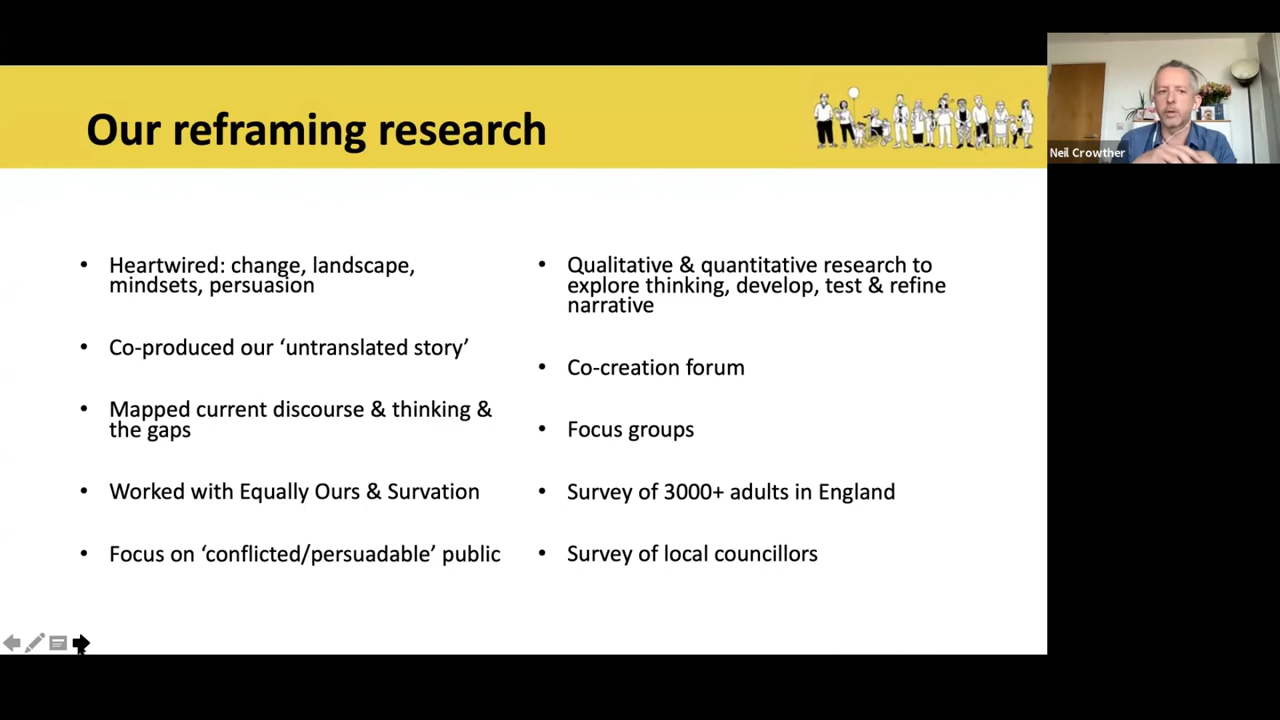 Our reframing research
Neil Crowther
• Heartwired: change, landscape,
mindsets, persuasion
• Co-produced our ‘untranslated story’
• Mapped current discourse & thinking &
the gaps
• Worked with Equally Ours & Survation
• Focus on ‘conflicted/persuadable’ public
• Qualitative & quantitative research to
explore thinking, develop, test & refine
narrative
• Co-creation forum
• Focus groups
• Survey of 3000+ adults in England
• Survey of local councillors